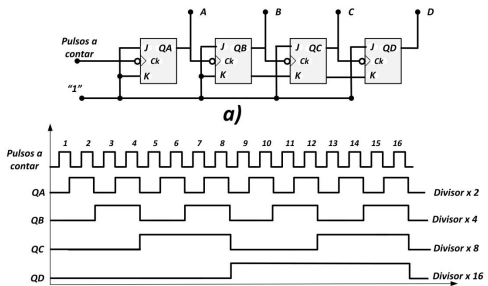 A B C D
Pulsos a contar
J QA J QB J QC J QD
Ck Ck Ck Ck
K K K K
"1"
a)
1 2 3 4 5 6 7 8 9 10 11 12 13 14 15 16
Pulsos a contar
QA Divisor x 2
QB Divisor x 4
QC Divisor x 8
QD Divisor x 16